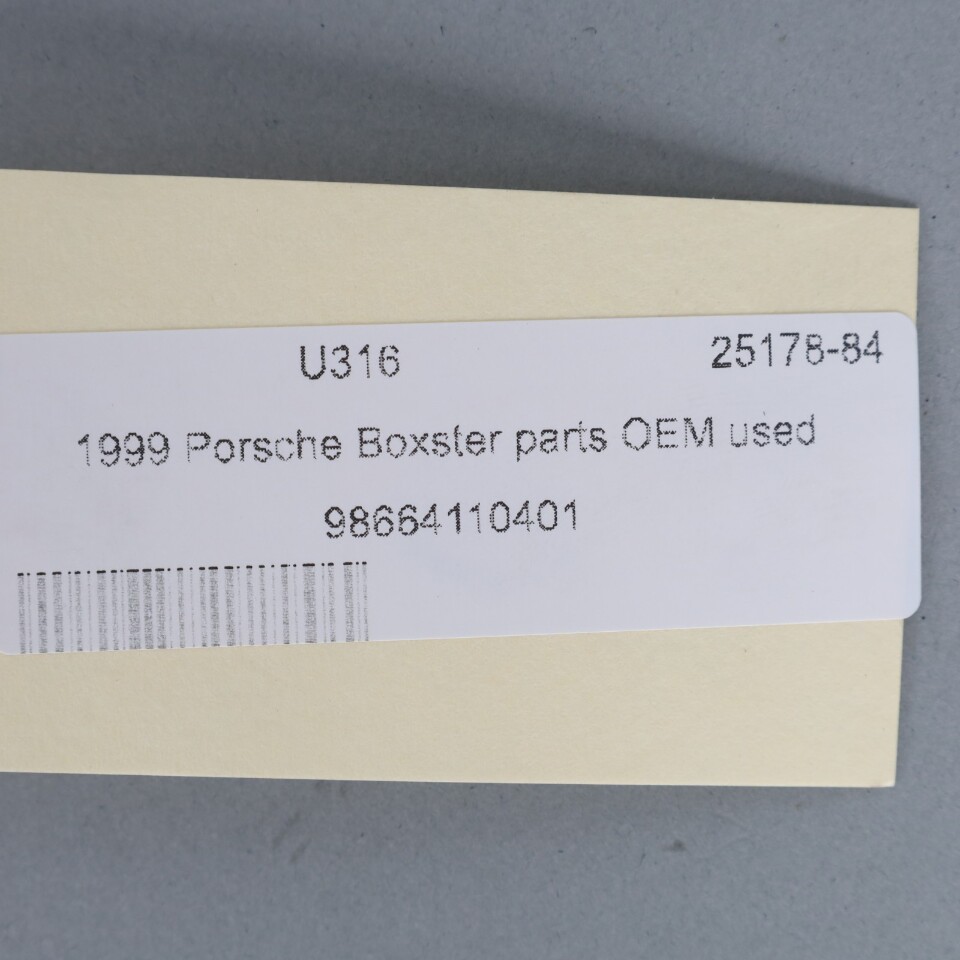 U316 25178-84
1999 Porsche Boxster parts OEM used
98664110401